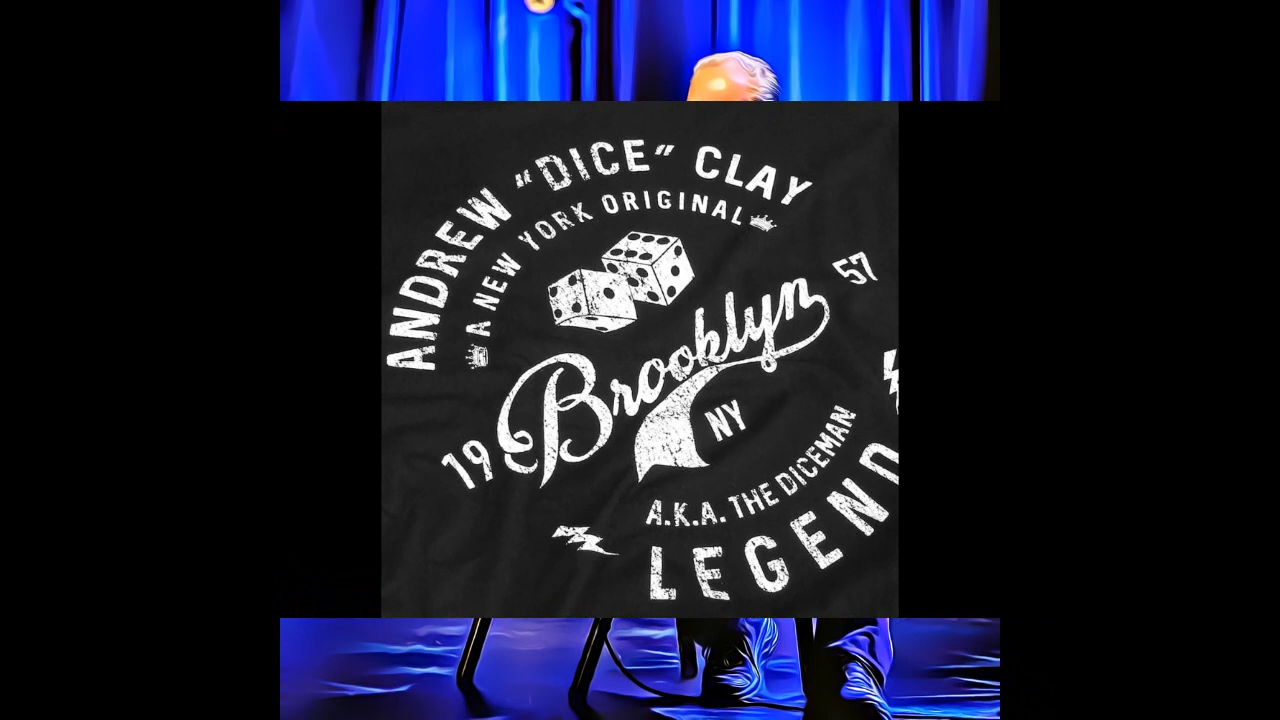 ANDREW "DICE" CLAY
A NEW YORK ORIGINAL
19 57
Brooklyn
NY
A.K.A. THE DICEMAN
LEGEND